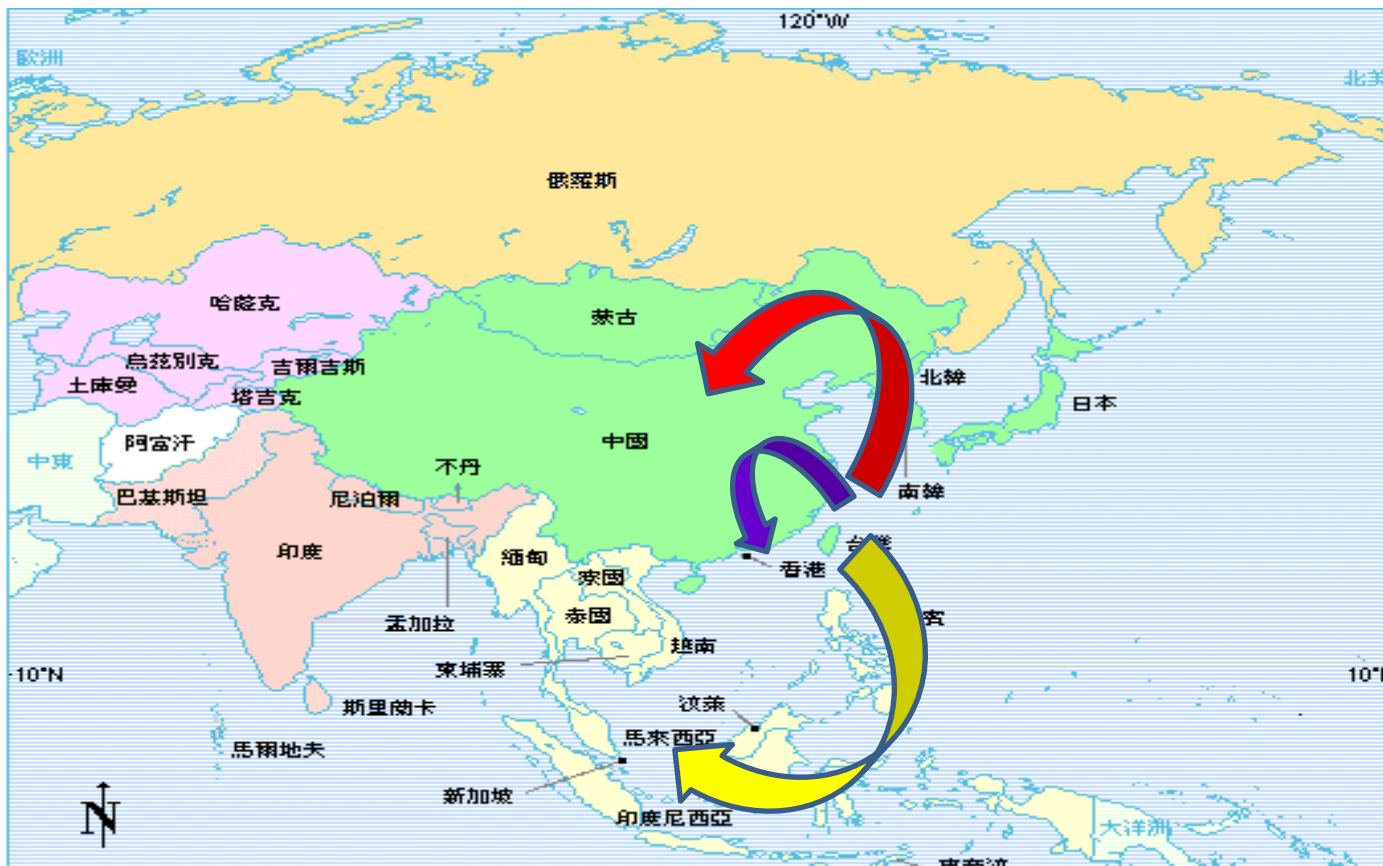 120°W
歐洲
北美
俄羅斯
哈薩克
蒙古
烏茲別克
吉爾吉斯
土庫曼
塔吉克
北韓
日本
阿富汗
中國
中東
不丹
巴基斯坦
尼泊爾
南韓
印度
緬甸
台灣
香港
寮國
泰國
賓
孟加拉
越南
柬埔寨
10°N
10°
斯里蘭卡
汶萊
馬來西亞
馬爾地夫
新加坡
印度尼西亞
大洋洲
N